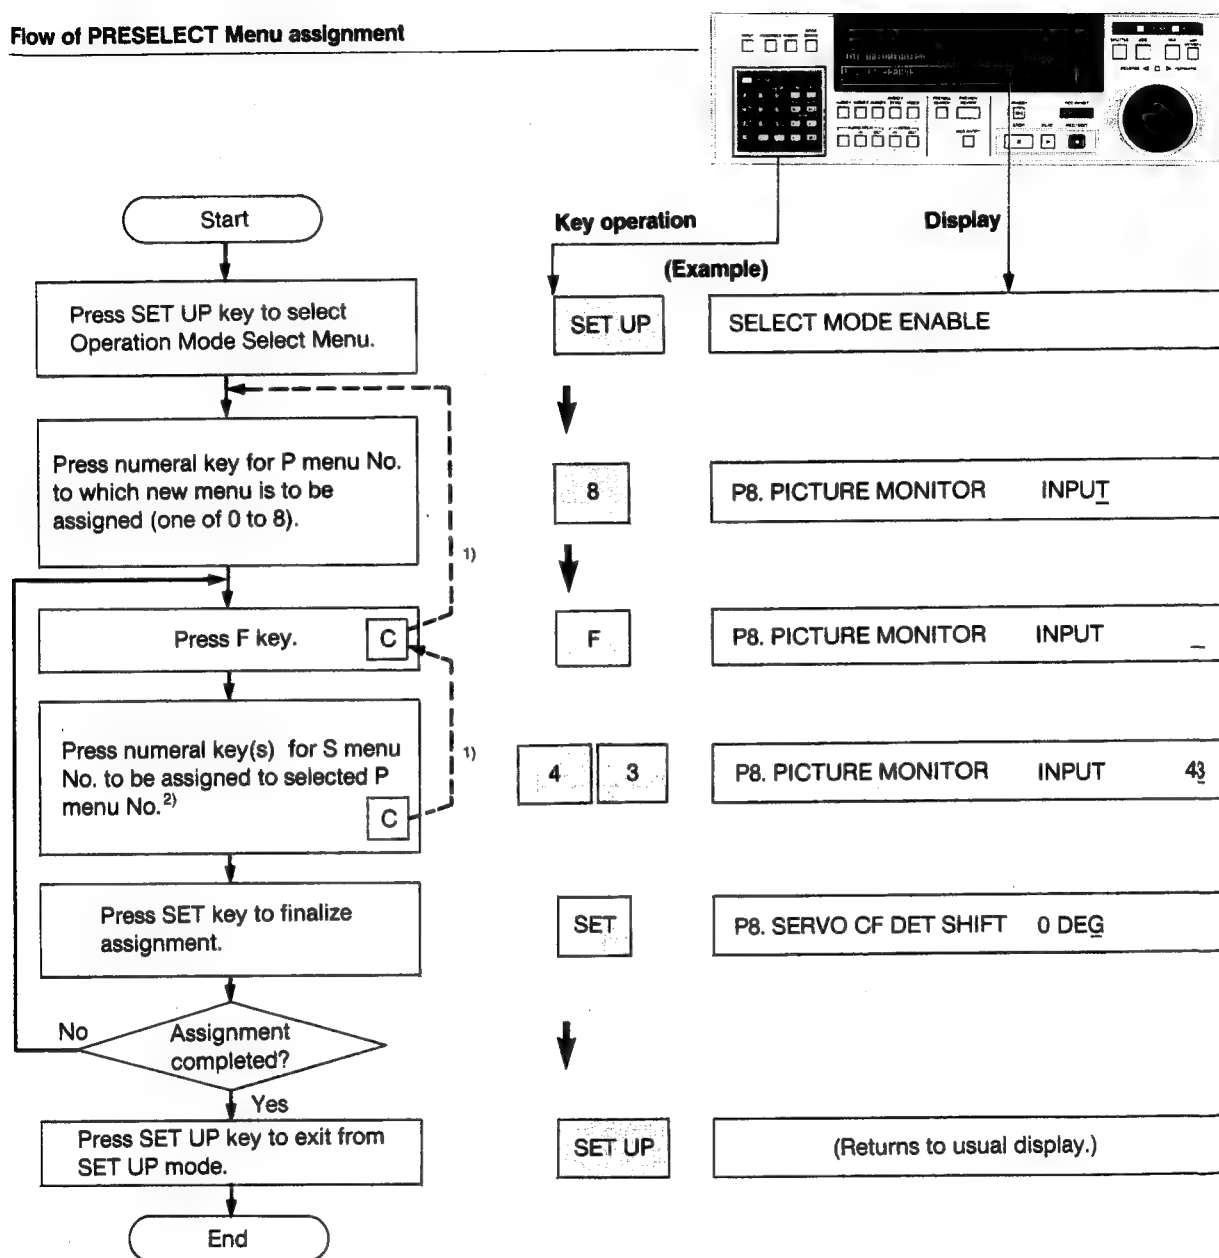 Flow of PRESELECT Menu assignment
Start
Key operation
Display
(Example)
Press SET UP key to select
Operation Mode Select Menu.
SET UP
SELECT MODE ENABLE
Press numeral key for P menu No.
to which new menu is to be
assigned (one of 0 to 8).
8
P8. PICTURE MONITOR INPUT
1)
Press F key.
C
F
P8. PICTURE MONITOR INPUT _
Press numeral key(s) for S menu
No. to be assigned to selected P
menu No.2)
C
1)
4
3
P8. PICTURE MONITOR INPUT 43
Press SET key to finalize
assignment.
SET
P8. SERVO CF DET SHIFT 0 DEG
No
Assignment
completed?
Yes
Press SET UP key to exit from
SET UP mode.
SET UP
(Returns to usual display.)
End